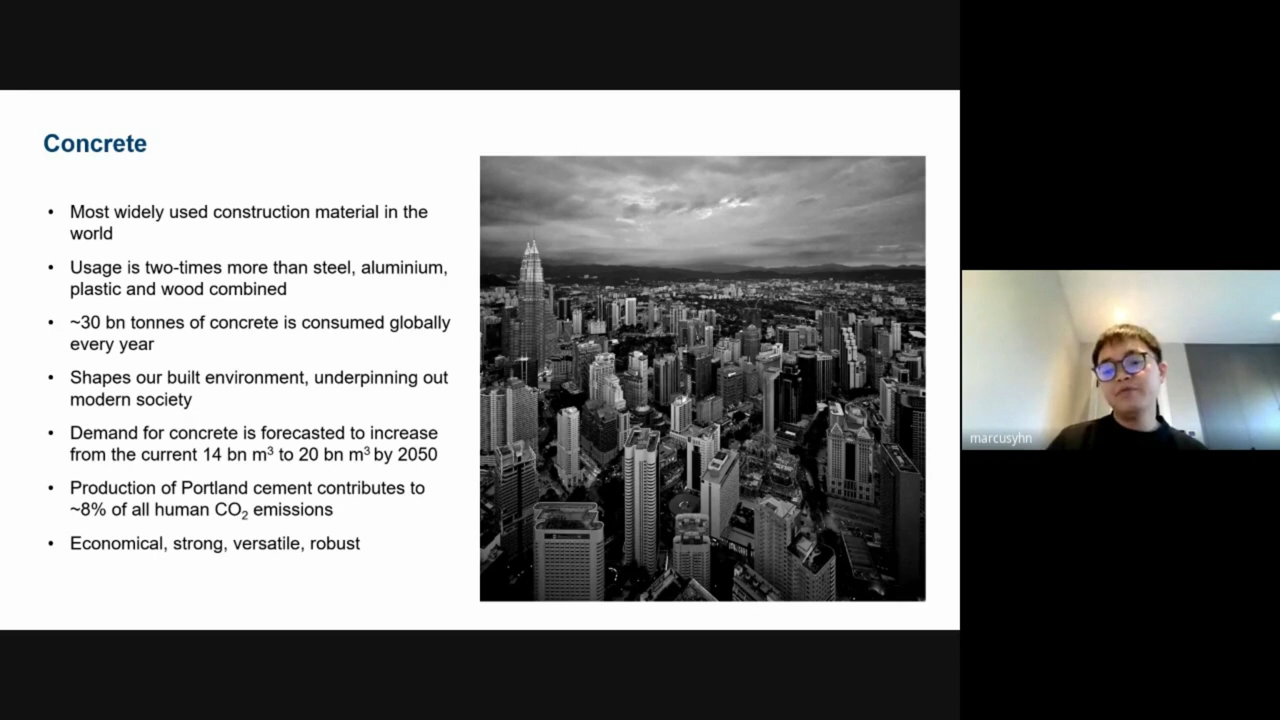 Concrete
• Most widely used construction material in the
world
• Usage is two-times more than steel, aluminium,
plastic and wood combined
• ~30 bn tonnes of concrete is consumed globally
every year
• Shapes our built environment, underpinning out
modern society
• Demand for concrete is forecasted to increase
from the current 14 bn m³ to 20 bn m³ by 2050
• Production of Portland cement contributes to
~8% of all human CO₂ emissions
• Economical, strong, versatile, robust
marcusyhn